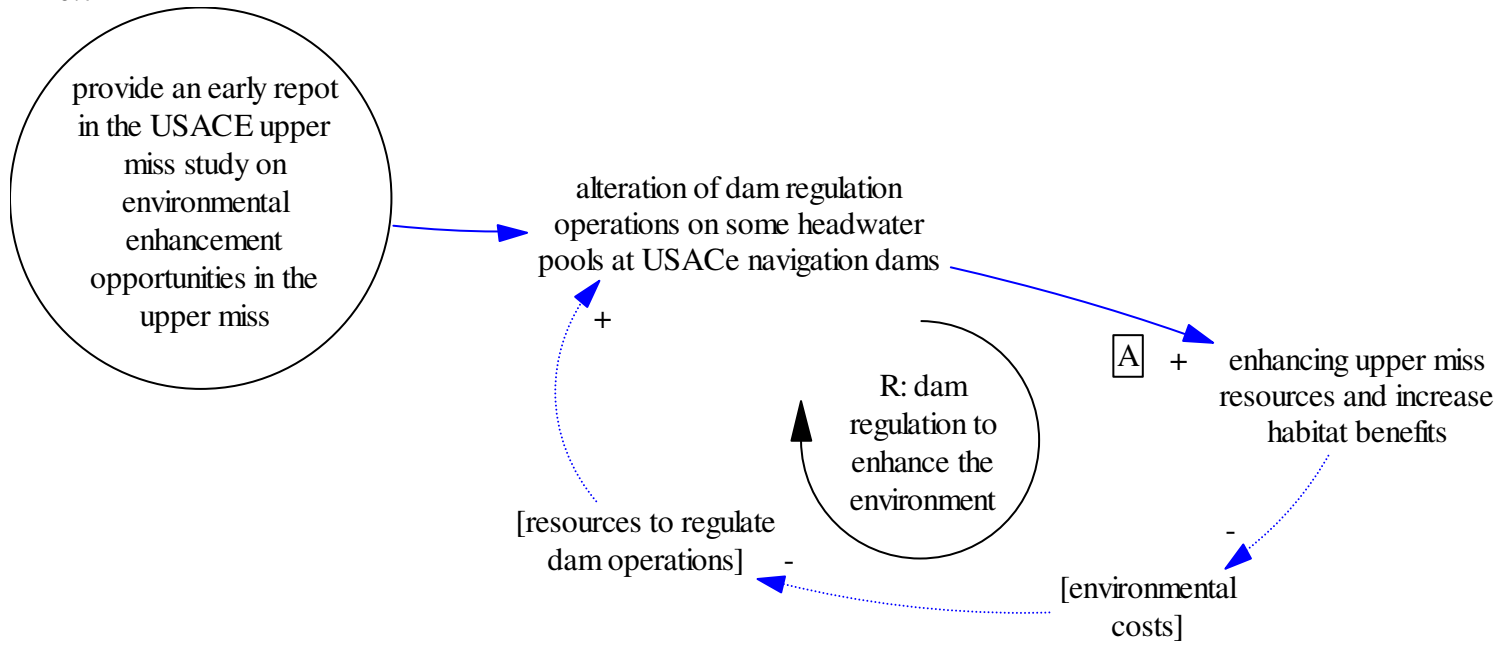 provide an early repot
in the USACE upper
miss study on
environmental
enhancement
opportunities in the
upper miss
alteration of dam regulation
operations on some headwater
pools at USACe navigation dams
+
A +
enhancing upper miss
resources and increase
habitat benefits
R: dam
regulation to
enhance the
environment
[resources to regulate
dam operations]
-
-
[environmental
costs]